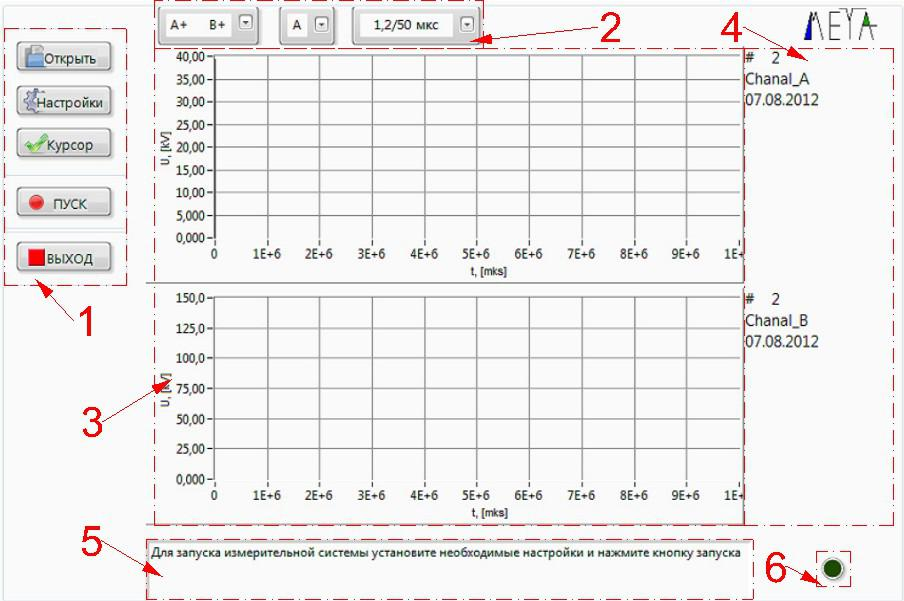 A+ B+
A
1,2/50 мкс
MEYA
Открыть
Настройки
Курсор
ПУСК
ВЫХОД
1
2
3
4
5
6
U, [kV]
40,00
35,00
30,00
25,00
20,00
15,00
10,00
5,000
0,000
0 1E+6 2E+6 3E+6 4E+6 5E+6 6E+6 7E+6 8E+6 9E+6 1E+
t, [mks]
# 2
Chanal_A
07.08.2012
U, [kV]
150,0
125,0
100,0
75,00
50,00
25,00
0,000
0 1E+6 2E+6 3E+6 4E+6 5E+6 6E+6 7E+6 8E+6 9E+6 1E+
t, [mks]
# 2
Chanal_B
07.08.2012
Для запуска измерительной системы установите необходимые настройки и нажмите кнопку запуска